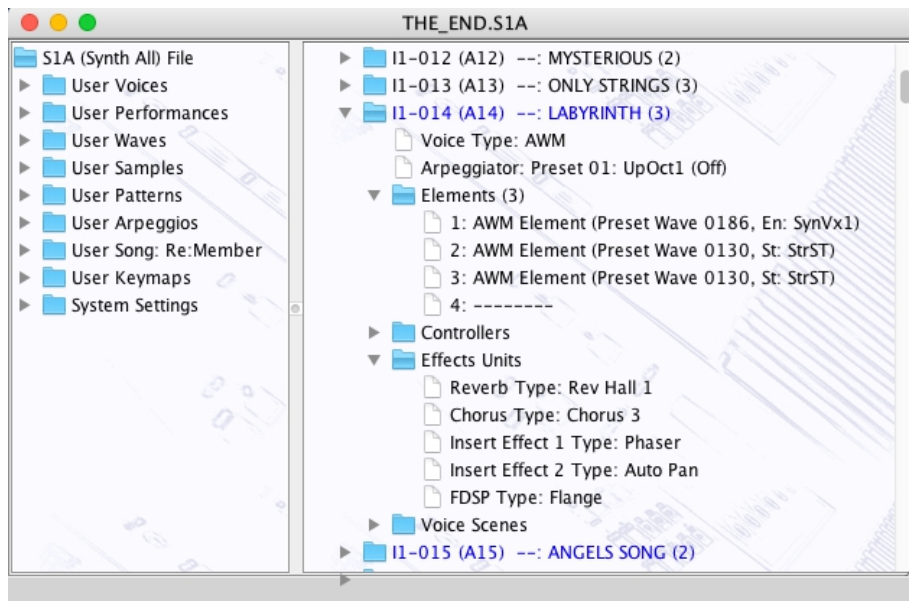 THE_END.S1A
S1A (Synth All) File
User Voices
User Performances
User Waves
User Samples
User Patterns
User Arpeggios
User Song: Re:Member
User Keymaps
System Settings
I1-012 (A12) --: MYSTERIOUS (2)
I1-013 (A13) --: ONLY STRINGS (3)
I1-014 (A14) --: LABYRINTH (3)
Voice Type: AWM
Arpeggiator: Preset 01: UpOct1 (Off)
Elements (3)
1: AWM Element (Preset Wave 0186, En: SynVx1)
2: AWM Element (Preset Wave 0130, St: StrST)
3: AWM Element (Preset Wave 0130, St: StrST)
4: --------
Controllers
Effects Units
Reverb Type: Rev Hall 1
Chorus Type: Chorus 3
Insert Effect 1 Type: Phaser
Insert Effect 2 Type: Auto Pan
FDSP Type: Flange
Voice Scenes
I1-015 (A15) --: ANGELS SONG (2)